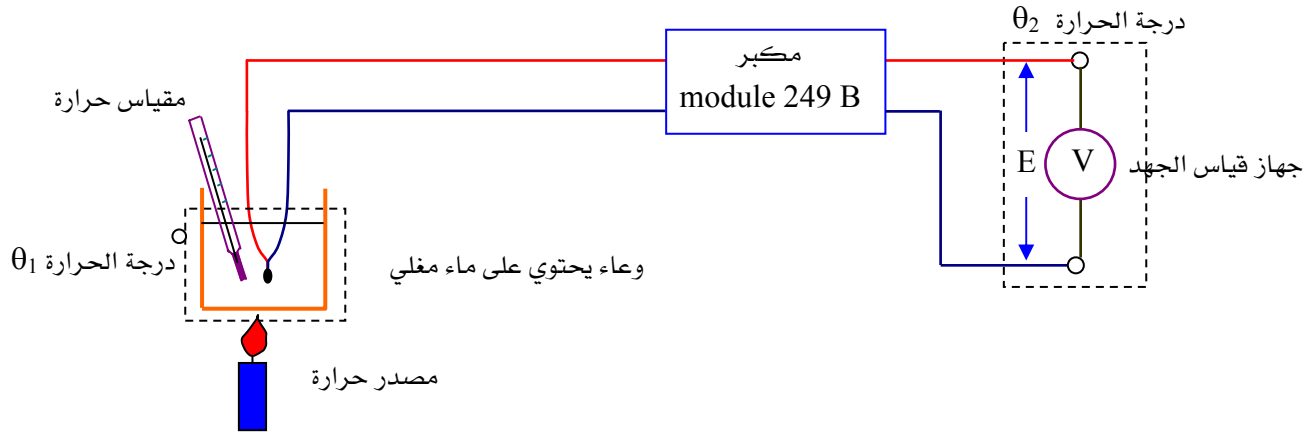 درجة الحرارة θ2
مكبر
module 249 B
مقياس حرارة
E
V
جهاز قياس الجهد
درجة الحرارة θ1
وعاء يحتوي على ماء مغلي
مصدر حرارة